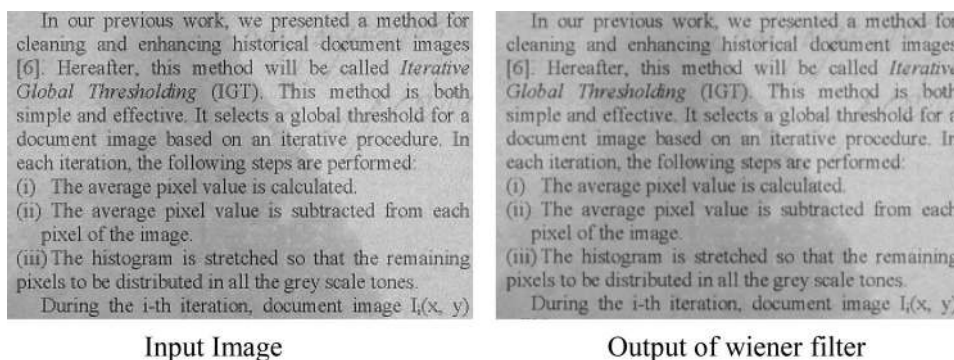 In our previous work, we presented a method for
cleaning and enhancing historical document images
[6]. Hereafter, this method will be called Iterative
Global Thresholding (IGT). This method is both
simple and effective. It selects a global threshold for a
document image based on an iterative procedure. In
each iteration, the following steps are performed:
(i) The average pixel value is calculated.
(ii) The average pixel value is subtracted from each
pixel of the image.
(iii) The histogram is stretched so that the remaining
pixels to be distributed in all the grey scale tones.
During the i-th iteration, document image Iᵢ(x, y)
Input Image
In our previous work, we presented a method for
cleaning and enhancing historical document images
[6]. Hereafter, this method will be called Iterative
Global Thresholding (IGT). This method is both
simple and effective. It selects a global threshold for a
document image based on an iterative procedure. In
each iteration, the following steps are performed:
(i) The average pixel value is calculated.
(ii) The average pixel value is subtracted from each
pixel of the image.
(iii) The histogram is stretched so that the remaining
pixels to be distributed in all the grey scale tones.
During the i-th iteration, document image Iᵢ(x, y)
Output of wiener filter